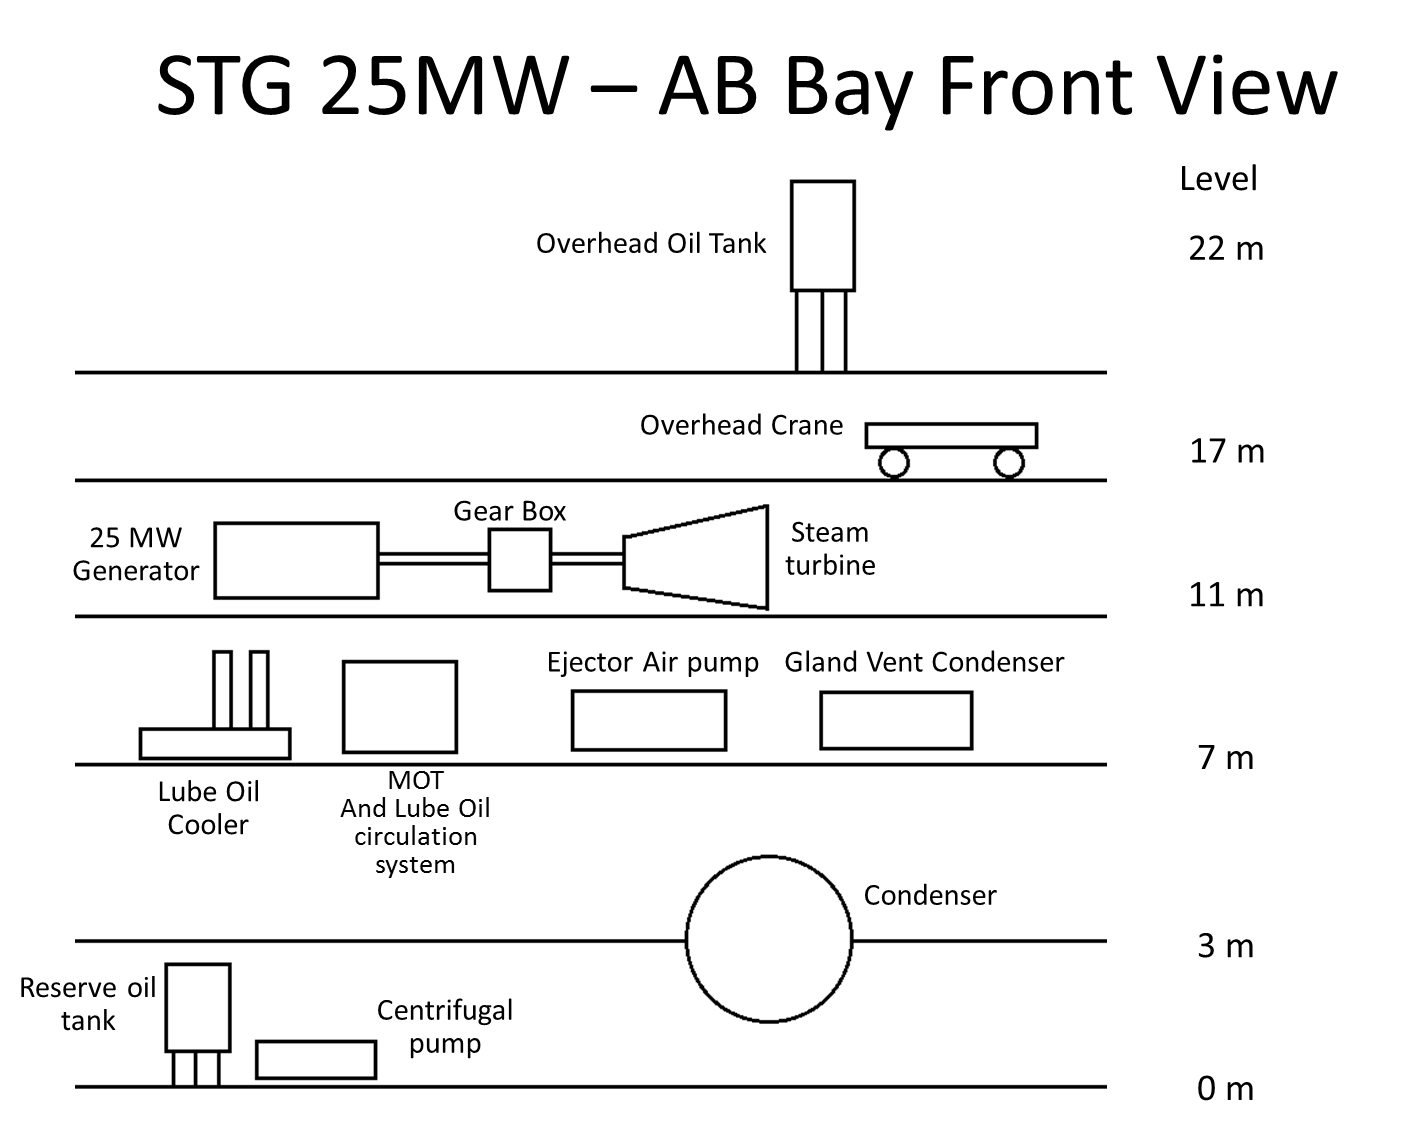 STG 25MW – AB Bay Front View
Level
Overhead Oil Tank
22 m
Overhead Crane
17 m
Gear Box
25 MW
Generator
Steam
turbine
11 m
Ejector Air pump
Gland Vent Condenser
7 m
Lube Oil
Cooler
MOT
And Lube Oil
circulation
system
Condenser
3 m
Reserve oil
tank
Centrifugal
pump
0 m